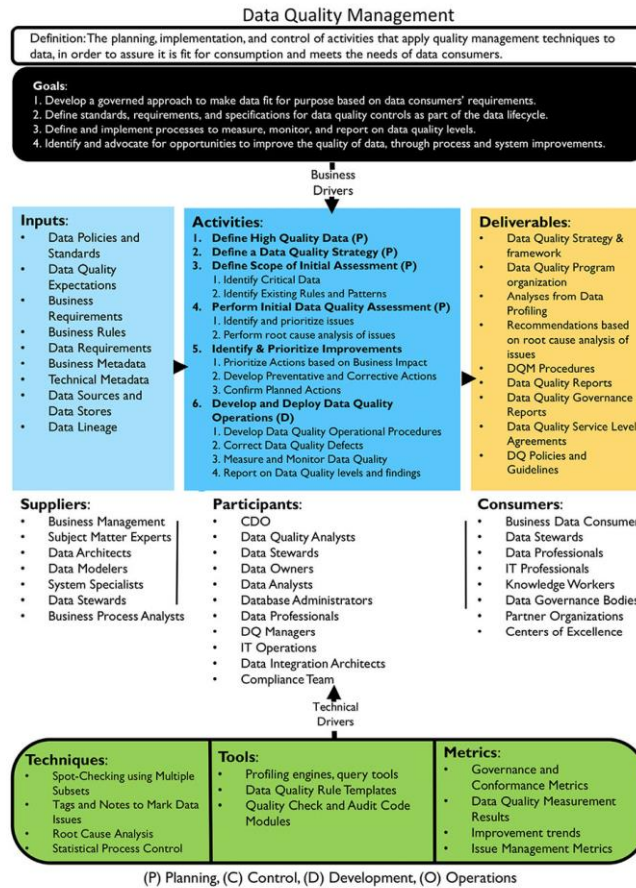 Data Quality Management
Definition: The planning, implementation, and control of activities that apply quality management techniques to
data, in order to assure it is fit for consumption and meets the needs of data consumers.
Goals:
1. Develop a governed approach to make data fit for purpose based on data consumers' requirements.
2. Define standards, requirements, and specifications for data quality controls as part of the data lifecycle.
3. Define and implement processes to measure, monitor, and report on data quality levels.
4. Identify and advocate for opportunities to improve the quality of data, through process and system improvements.
Business
Drivers
Inputs:
• Data Policies and
Standards
• Data Quality
Expectations
• Business
Requirements
• Business Rules
• Data Requirements
• Business Metadata
• Technical Metadata
• Data Sources and
Data Stores
• Data Lineage
Activities:
1. Define High Quality Data (P)
2. Define a Data Quality Strategy (P)
3. Define Scope of Initial Assessment (P)
1. Identify Critical Data
2. Identify Existing Rules and Patterns
4. Perform Initial Data Quality Assessment (P)
1. Identify and prioritize issues
2. Perform root cause analysis of issues
5. Identify & Prioritize Improvements
1. Prioritize Actions based on Business Impact
2. Develop Preventative and Corrective Actions
3. Confirm Planned Actions
6. Develop and Deploy Data Quality
Operations (D)
1. Develop Data Quality Operational Procedures
2. Correct Data Quality Defects
3. Measure and Monitor Data Quality
4. Report on Data Quality levels and findings
Deliverables:
• Data Quality Strategy &
framework
• Data Quality Program
organization
• Analyses from Data
Profiling
• Recommendations based
on root cause analysis of
issues
• DQM Procedures
• Data Quality Reports
• Data Quality Governance
Reports
• Data Quality Service Level
Agreements
• DQ Policies and
Guidelines
Suppliers:
• Business Management
• Subject Matter Experts
• Data Architects
• Data Modelers
• System Specialists
• Data Stewards
• Business Process Analysts
Participants:
• CDO
• Data Quality Analysts
• Data Stewards
• Data Owners
• Data Analysts
• Database Administrators
• Data Professionals
• DQ Managers
• IT Operations
• Data Integration Architects
• Compliance Team
Consumers:
• Business Data Consumers
• Data Stewards
• Data Professionals
• IT Professionals
• Knowledge Workers
• Data Governance Bodies
• Partner Organizations
• Centers of Excellence
Technical
Drivers
Techniques:
• Spot-Checking using Multiple
Subsets
• Tags and Notes to Mark Data
Issues
• Root Cause Analysis
• Statistical Process Control
Tools:
• Profiling engines, query tools
• Data Quality Rule Templates
• Quality Check and Audit Code
Modules
Metrics:
• Governance and
Conformance Metrics
• Data Quality Measurement
Results
• Improvement trends
• Issue Management Metrics
(P) Planning, (C) Control, (D) Development, (O) Operations